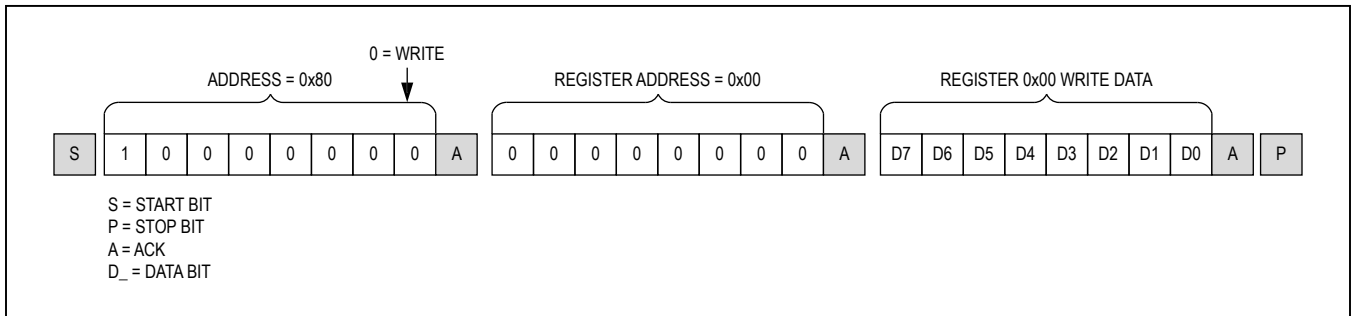 0 = WRITE
ADDRESS = 0x80 REGISTER ADDRESS = 0x00 REGISTER 0x00 WRITE DATA
S 1 0 0 0 0 0 0 0 A 0 0 0 0 0 0 0 0 A D7 D6 D5 D4 D3 D2 D1 D0 A P
S = START BIT
P = STOP BIT
A = ACK
D_ = DATA BIT